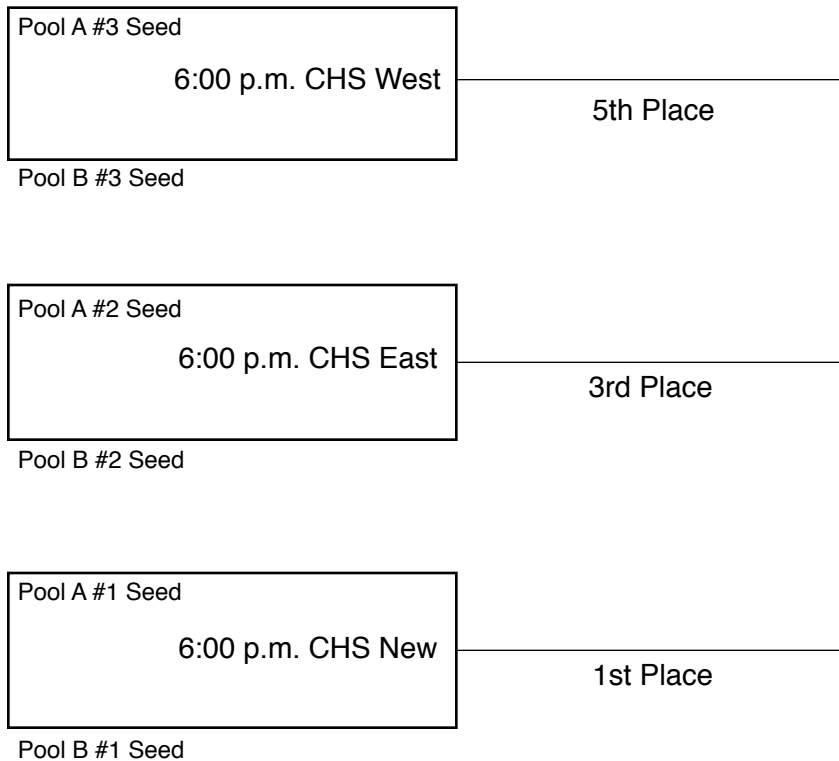 Pool A #3 Seed
6:00 p.m. CHS West
5th Place
Pool B #3 Seed
Pool A #2 Seed
6:00 p.m. CHS East
3rd Place
Pool B #2 Seed
Pool A #1 Seed
6:00 p.m. CHS New
1st Place
Pool B #1 Seed